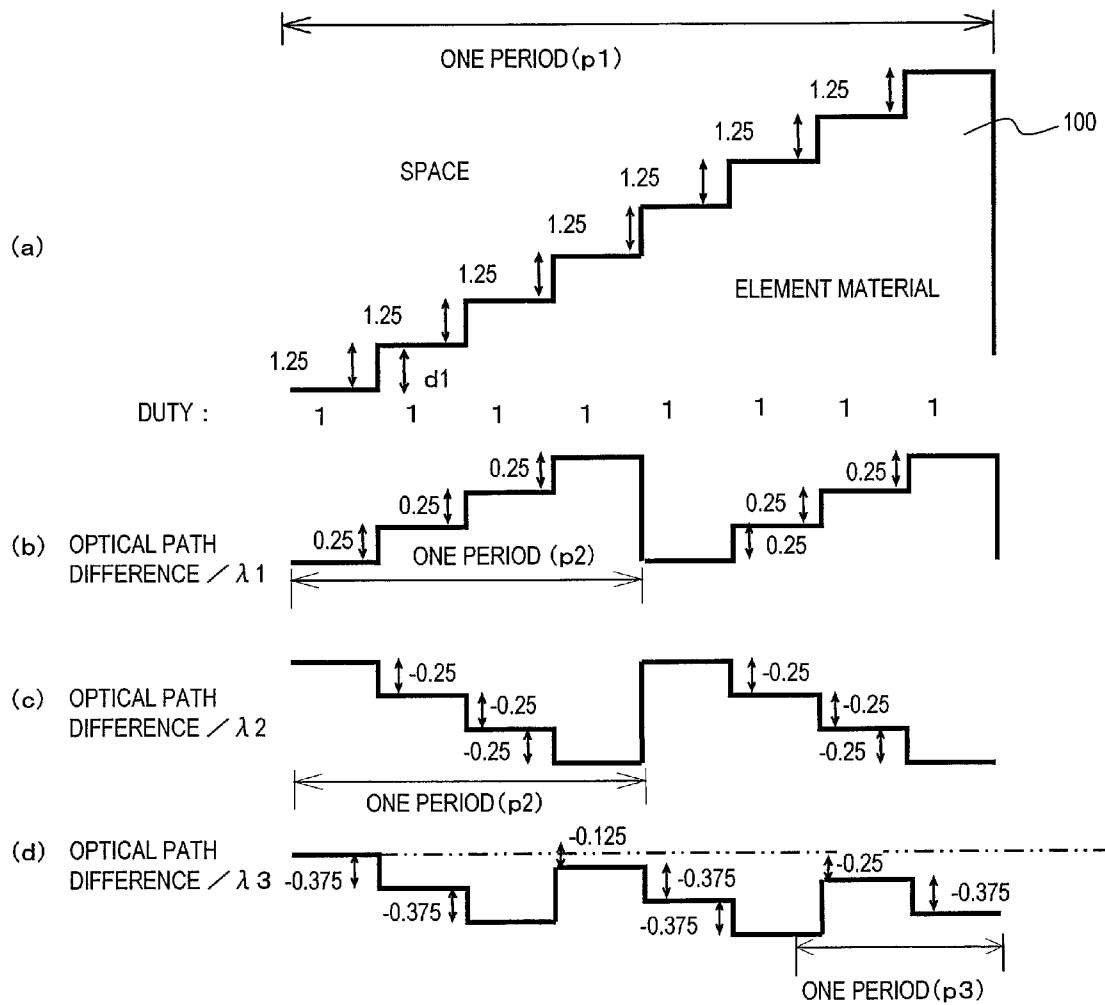 ONE PERIOD(p1)
1.25
1.25
100
1.25
SPACE
1.25
1.25
(a)
1.25
ELEMENT MATERIAL
1.25
1.25
d1
DUTY : 1 1 1 1 1 1 1 1
0.25 0.25
0.25 0.25
(b) OPTICAL PATH DIFFERENCE / λ1
0.25 ONE PERIOD (p2) 0.25
-0.25 -0.25
(c) OPTICAL PATH DIFFERENCE / λ2
-0.25 -0.25
-0.25 -0.25
ONE PERIOD(p2)
(d) OPTICAL PATH DIFFERENCE / λ3
-0.125
-0.375 -0.375 -0.25
-0.375 -0.375 -0.375
ONE PERIOD(p3)